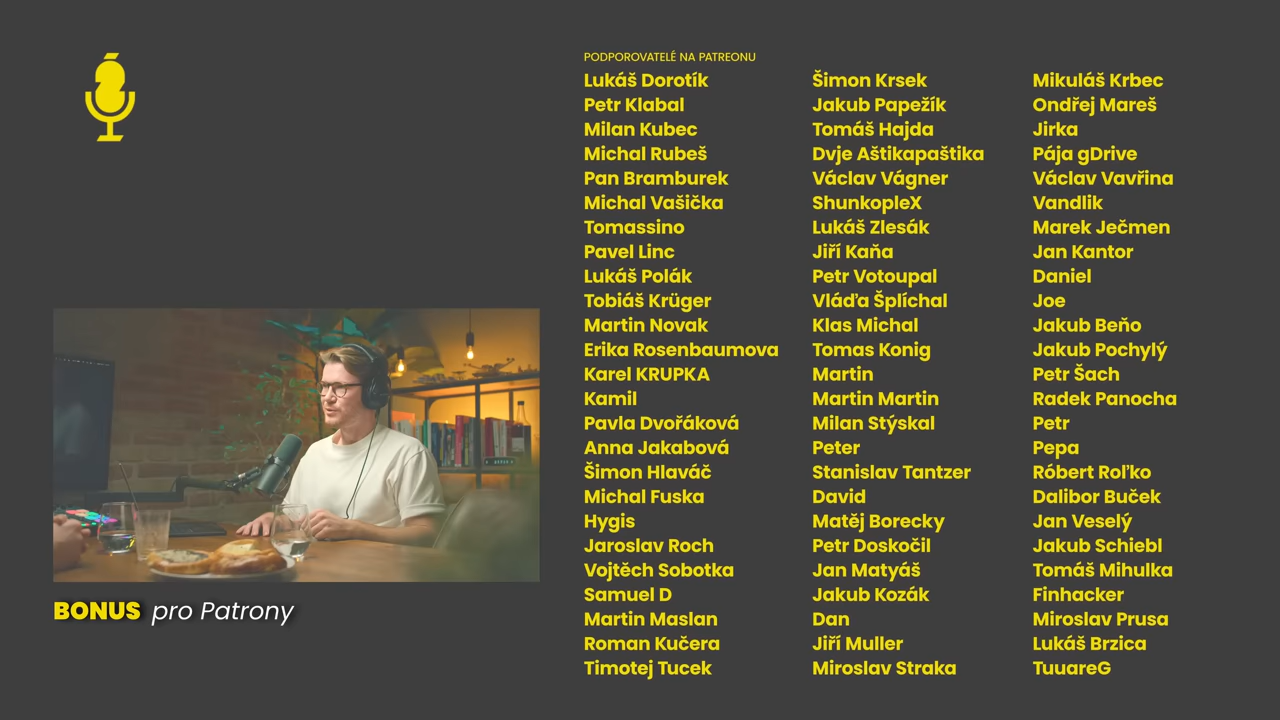 PODPOROVATELÉ NA PATREONU
Lukáš Dorotík
Petr Klabal
Milan Kubec
Michal Rubeš
Pan Bramburek
Michal Vašička
Tomassino
Pavel Linc
Lukáš Polák
Tobiáš Krüger
Martin Novak
Erika Rosenbaumova
Karel KRUPKA
Kamil
Pavla Dvořáková
Anna Jakabová
Šimon Hlaváč
Michal Fuska
Hygis
Jaroslav Roch
Vojtěch Sobotka
Samuel D
Martin Maslan
Roman Kučera
Timotej Tucek
Šimon Krsek
Jakub Papežík
Tomáš Hajda
Dvje Aštikapaštika
Václav Vágner
ShunkopleX
Lukáš Zlesák
Jiří Kaňa
Petr Votoupal
Vláďa Šplíchal
Klas Michal
Tomas Konig
Martin
Martin Martin
Milan Stýskal
Peter
Stanislav Tantzer
David
Matěj Borecky
Petr Doskočil
Jan Matyáš
Jakub Kozák
Dan
Jiří Muller
Miroslav Straka
Mikuláš Krbec
Ondřej Mareš
Jirka
Pája gDrive
Václav Vavřina
Vandlik
Marek Ječmen
Jan Kantor
Daniel
Joe
Jakub Beňo
Jakub Pochylý
Petr Šach
Radek Panocha
Petr
Pepa
Róbert Roľko
Dalibor Buček
Jan Veselý
Jakub Schiebl
Tomáš Mihulka
Finhacker
Miroslav Prusa
Lukáš Brzica
TuuareG
BONUS pro Patrony